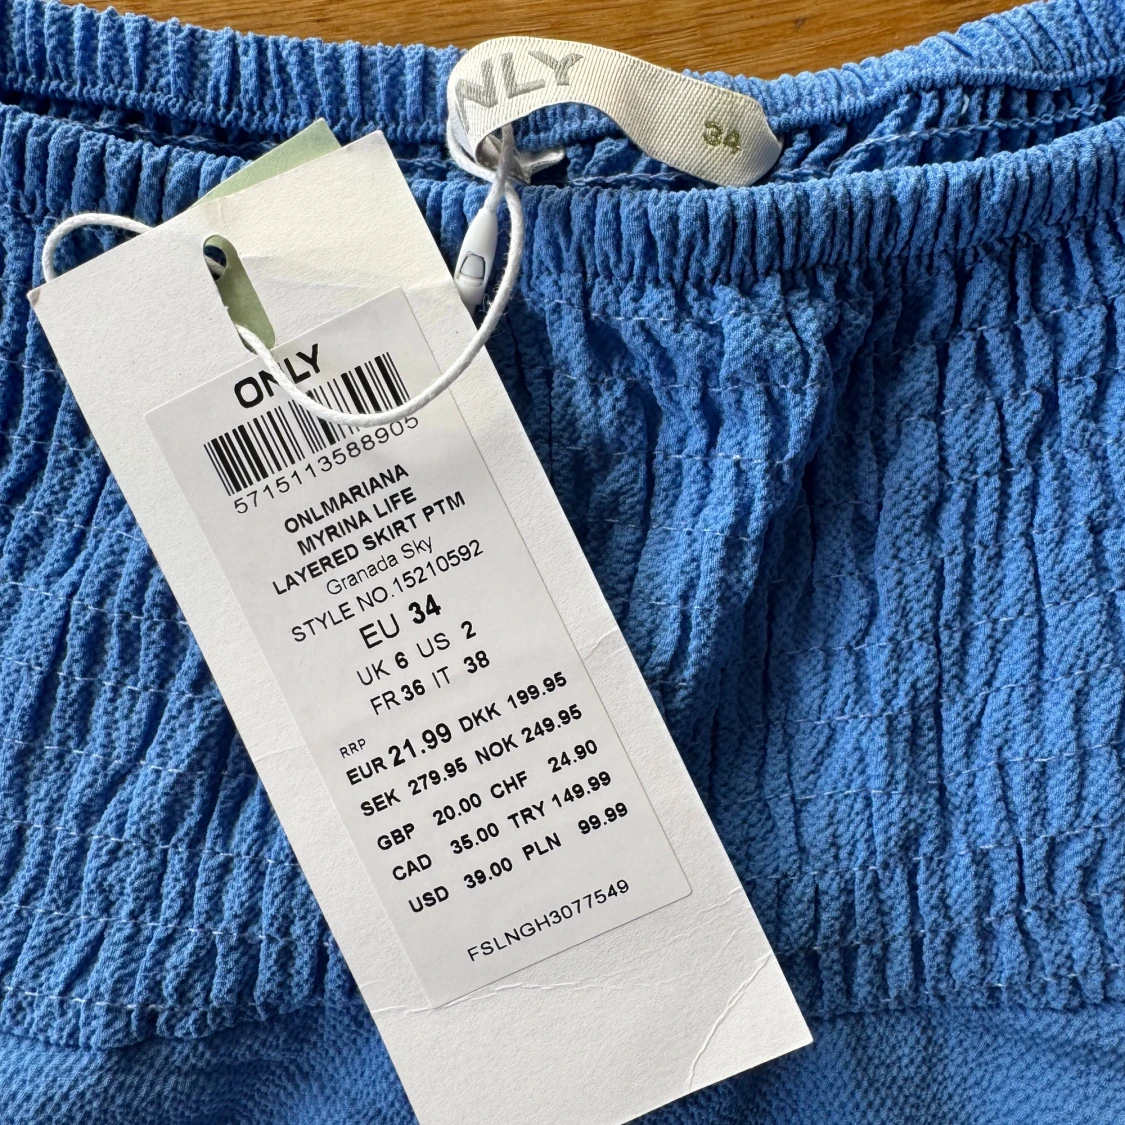 NLY
34
ONLY
5715113588905
ONLMARIANA
MYRINA LIFE
LAYERED SKIRT PTM
Granada Sky
STYLE NO.15210592
EU 34
UK 6 US 2
FR 36 IT 38
RRP
EUR 21.99 DKK 199.95
SEK 279.95 NOK 249.95
GBP 20.00 CHF 24.90
CAD 35.00 TRY 149.99
USD 39.00 PLN 99.99
FSLNGH3077549